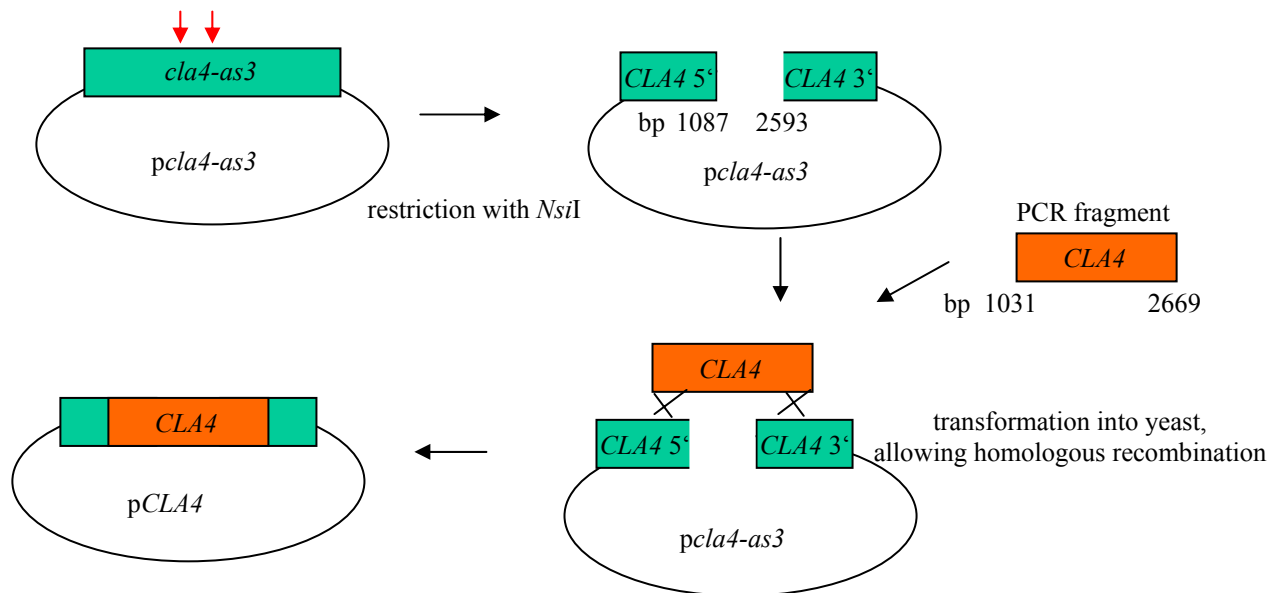 cla4-as3
pcla4-as3
restriction with NsiI
CLA4 5‘
CLA4 3‘
bp 1087 2593
pcla4-as3
PCR fragment
CLA4
bp 1031 2669
CLA4
CLA4 5‘
CLA4 3‘
pcla4-as3
transformation into yeast,
allowing homologous recombination
CLA4
pCLA4